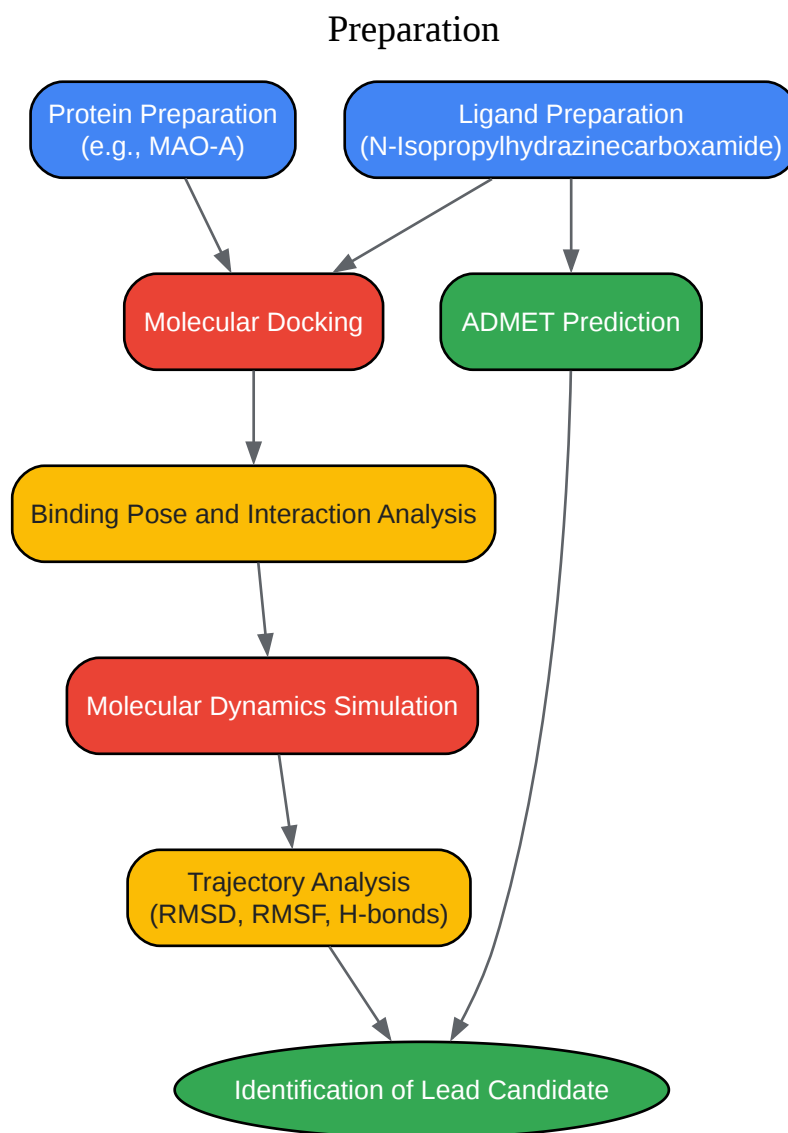 Preparation
Protein Preparation
(e.g., MAO-A)
Ligand Preparation
(N-Isopropylhydrazinecarboxamide)
Molecular Docking
ADMET Prediction
Binding Pose and Interaction Analysis
Molecular Dynamics Simulation
Trajectory Analysis
(RMSD, RMSF, H-bonds)
Identification of Lead Candidate